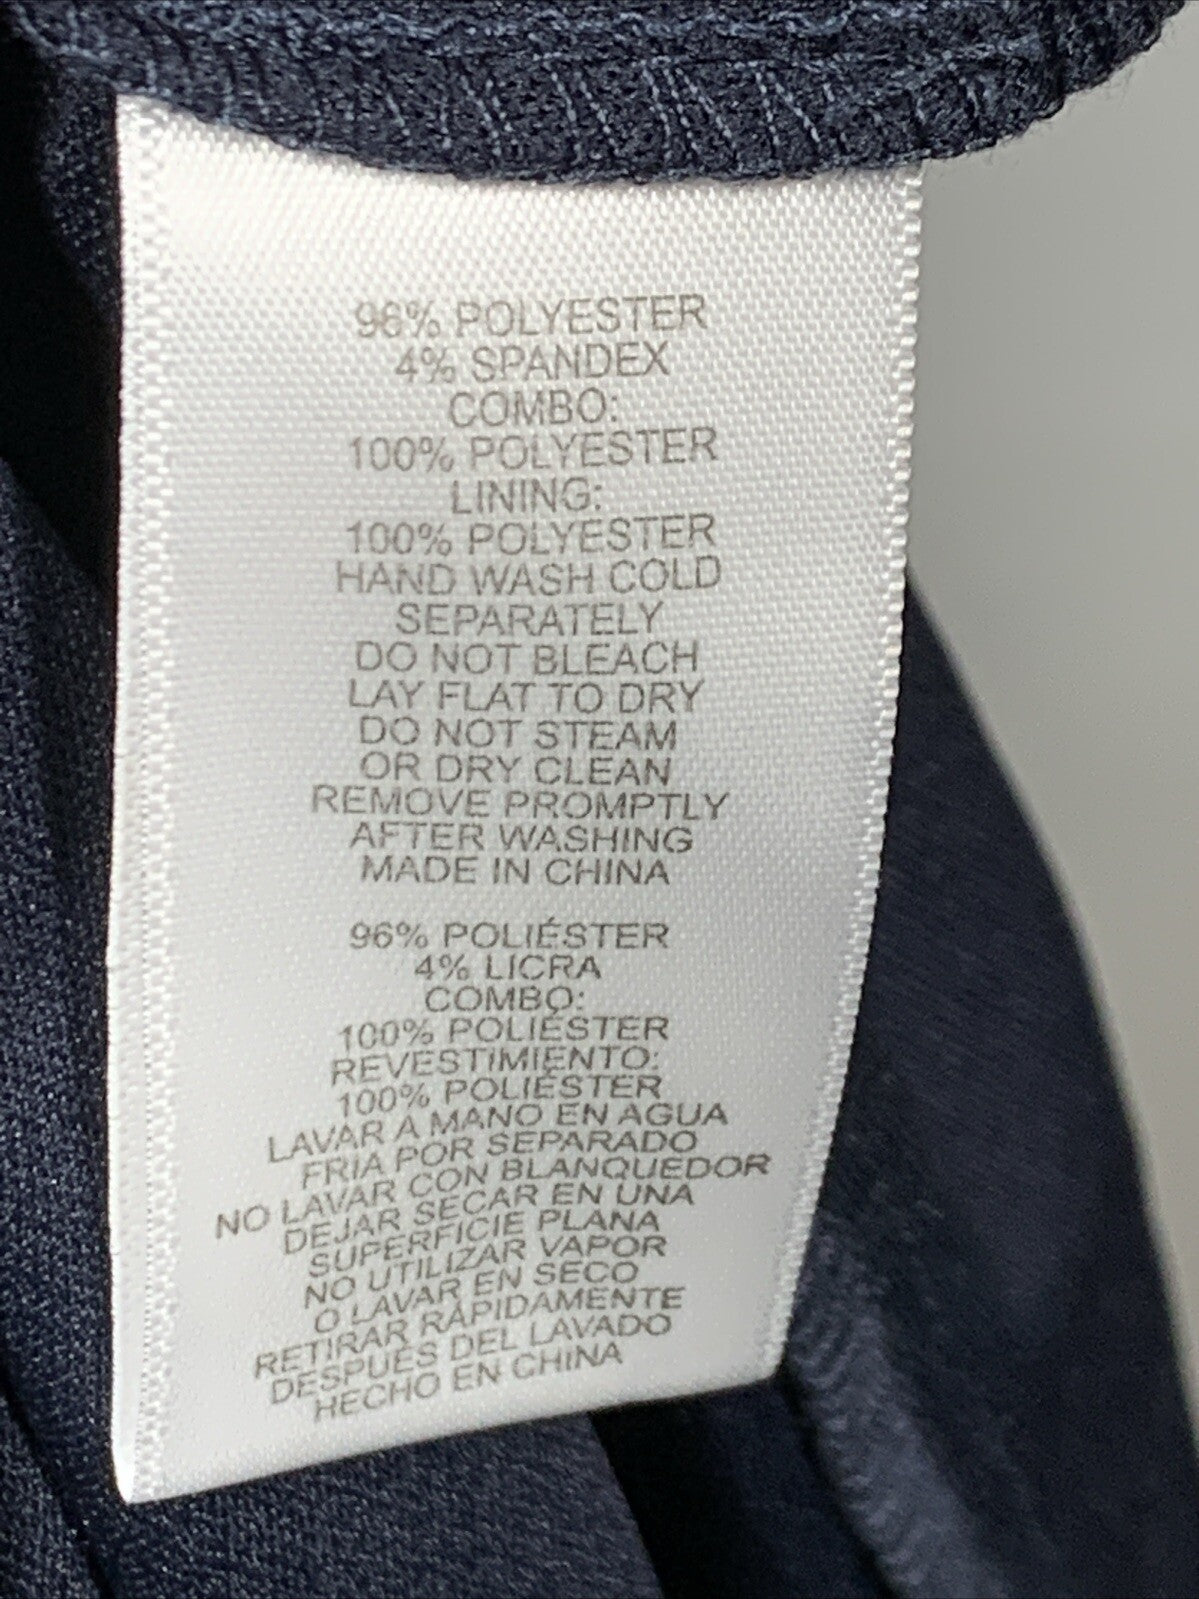 96% POLYESTER
4% SPANDEX
COMBO:
100% POLYESTER
LINING:
100% POLYESTER
HAND WASH COLD
SEPARATELY
DO NOT BLEACH
LAY FLAT TO DRY
DO NOT STEAM
OR DRY CLEAN
REMOVE PROMPTLY
AFTER WASHING
MADE IN CHINA
96% POLIÉSTER
4% LICRA
COMBO:
100% POLIÉSTER
REVESTIMIENTO:
100% POLIÉSTER
LAVAR A MANO EN AGUA
FRIA POR SEPARADO
NO LAVAR CON BLANQUEDOR
DEJAR SECAR EN UNA
SUPERFICIE PLANA
NO UTILIZAR VAPOR
O LAVAR EN SECO
RETIRAR RÁPIDAMENTE
DESPUÉS DEL LAVADO
HECHO EN CHINA